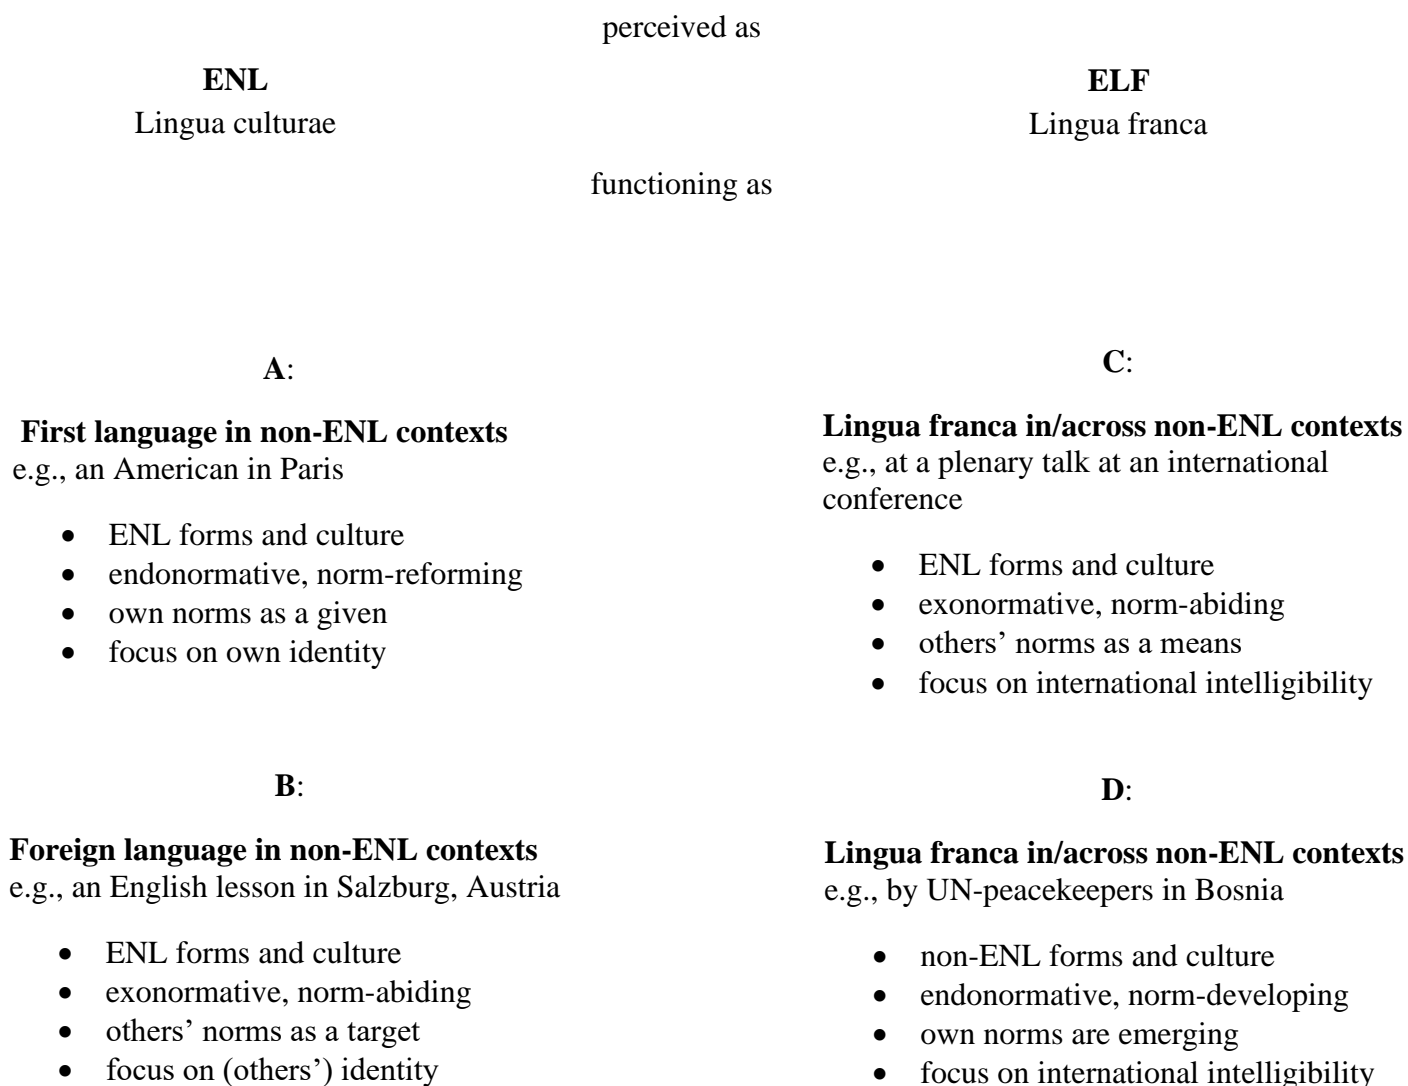 perceived as
ENL
Lingua culturae
ELF
Lingua franca
functioning as
A:
First language in non-ENL contexts
e.g., an American in Paris
• ENL forms and culture
• endonormative, norm-reforming
• own norms as a given
• focus on own identity
C:
Lingua franca in/across non-ENL contexts
e.g., at a plenary talk at an international
conference
• ENL forms and culture
• exonormative, norm-abiding
• others’ norms as a means
• focus on international intelligibility
B:
Foreign language in non-ENL contexts
e.g., an English lesson in Salzburg, Austria
• ENL forms and culture
• exonormative, norm-abiding
• others’ norms as a target
• focus on (others’) identity
D:
Lingua franca in/across non-ENL contexts
e.g., by UN-peacekeepers in Bosnia
• non-ENL forms and culture
• endonormative, norm-developing
• own norms are emerging
• focus on international intelligibility